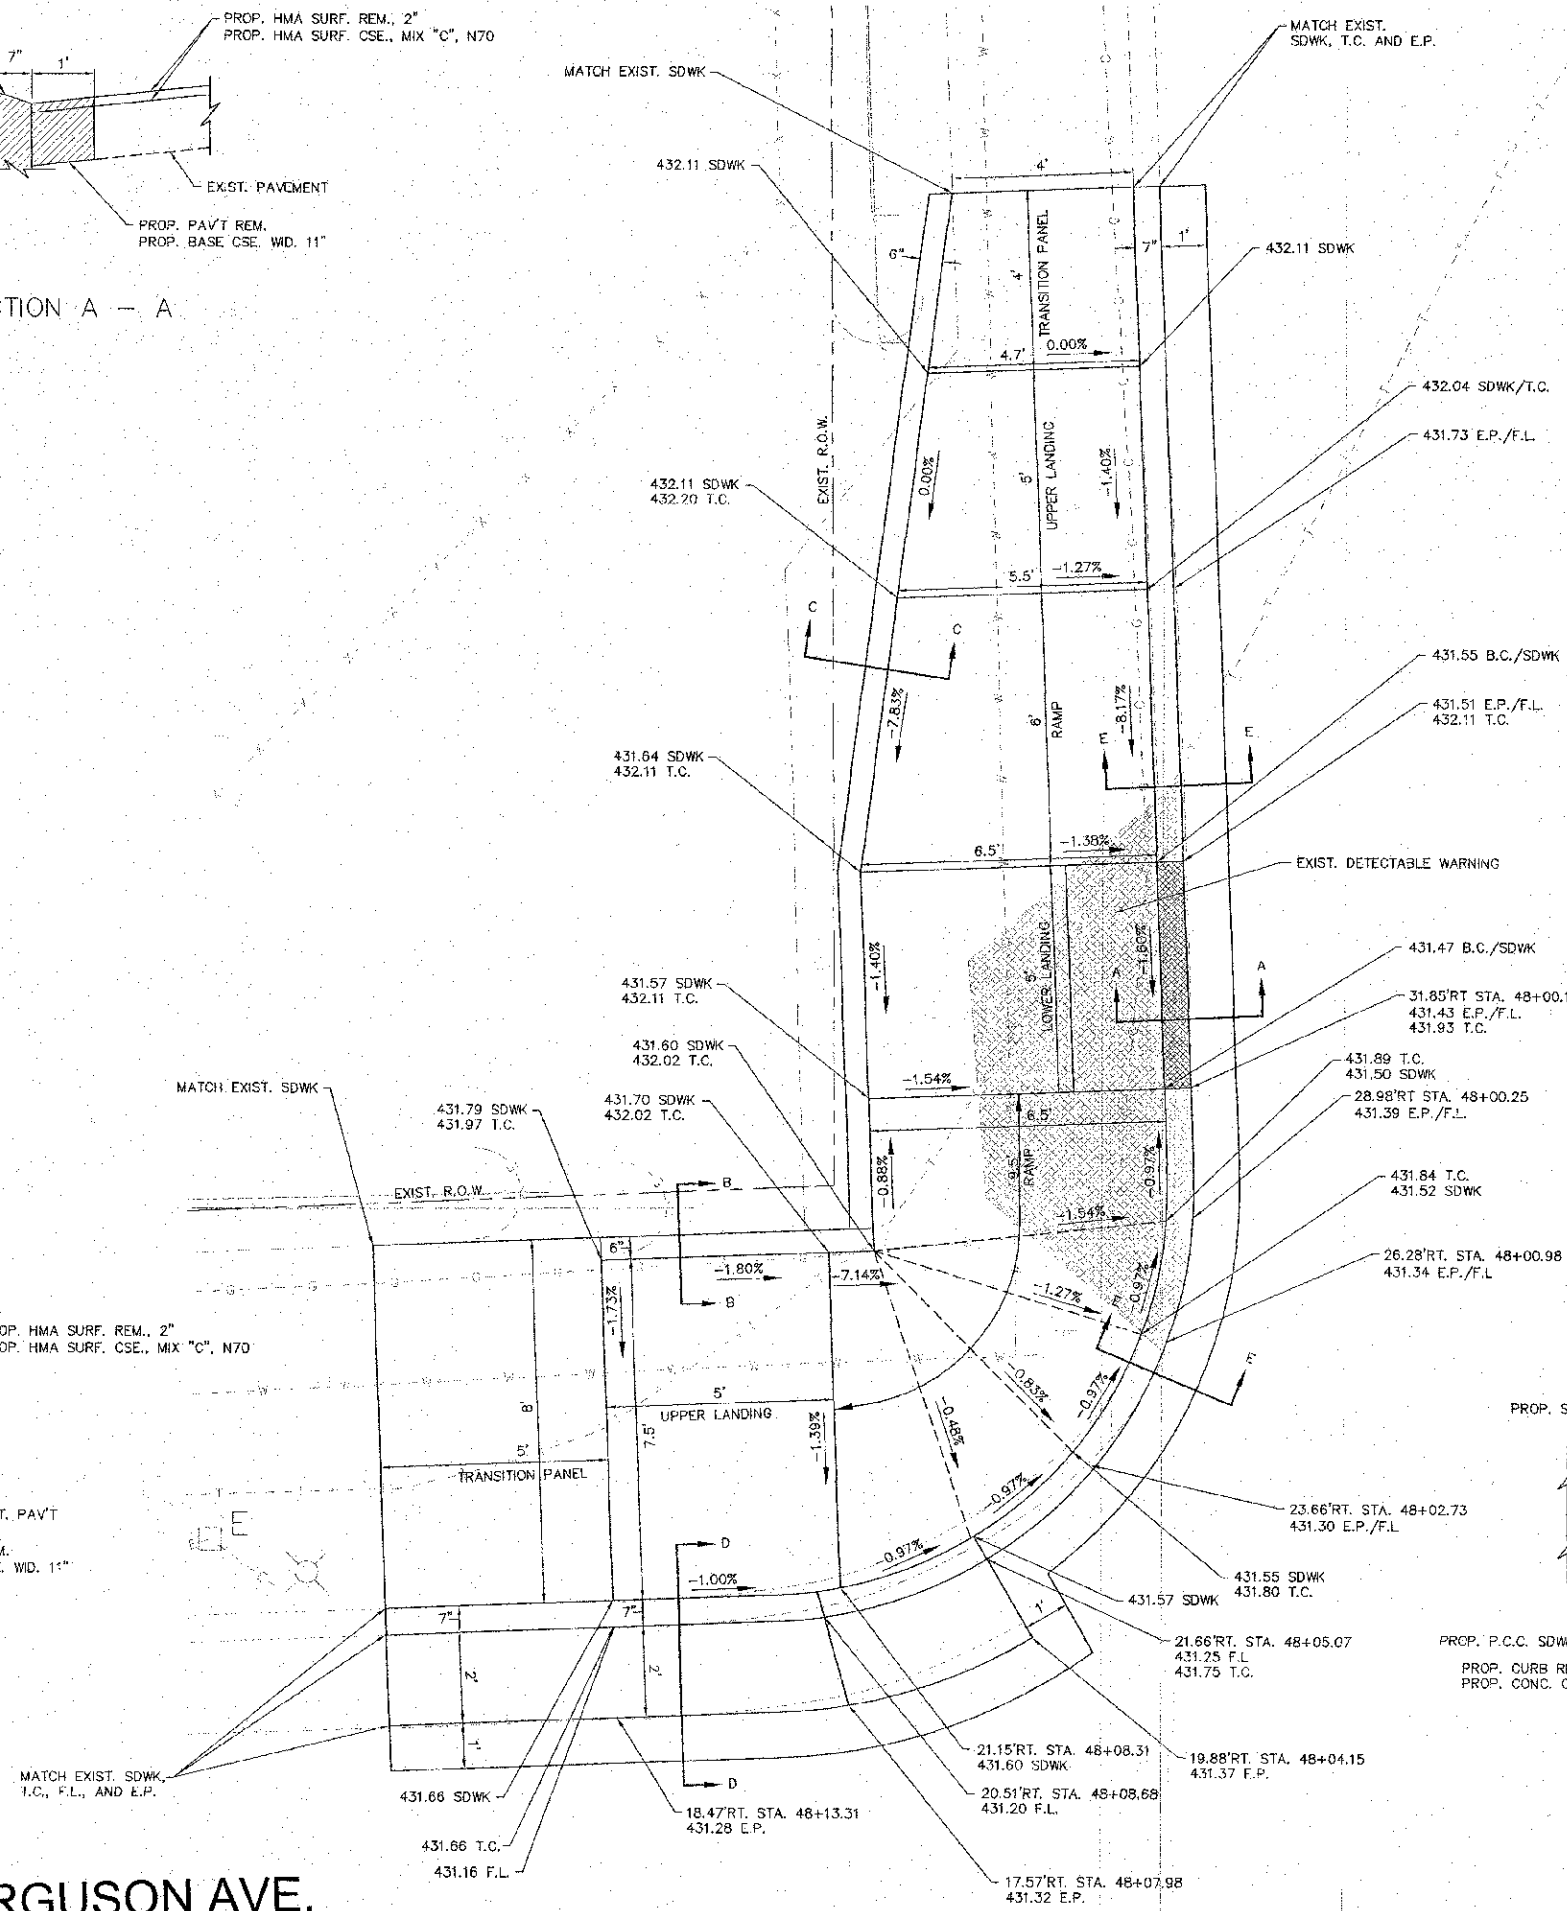 PROP. HMA SURF. REM., 2"
PROP. HMA SURF. CSE., MIX "C", N70
7"
1'
EXIST. PAVEMENT
PROP. PAV'T REM.
PROP. BASE CSE. WID. 11"
CTION A - A
MATCH EXIST. SDWK
MATCH EXIST.
SDWK, T.C. AND E.P.
432.11 SDWK
4'
6"
4'
TRANSITION PANEL
7"
1'
432.11 SDWK
4.7'
0.00%
432.04 SDWK/T.C.
431.73 E.P./F.L.
EXIST. R.O.W.
0.00%
5'
UPPER LANDING
-1.40%
432.11 SDWK
432.20 T.C.
5.5'
-1.27%
C
C
431.55 B.C./SDWK
431.51 E.P./F.L.
432.11 T.C.
-7.83%
6'
RAMP
-8.17%
E
E
431.64 SDWK
432.11 T.C.
6.5'
-1.38%
EXIST. DETECTABLE WARNING
-1.40%
5'
LOWER LANDING
-1.60%
A
A
431.47 B.C./SDWK
431.57 SDWK
432.11 T.C.
31.85'RT STA. 48+00.1
431.43 E.P./F.L.
431.93 T.C.
431.60 SDWK
432.02 T.C.
431.89 T.C.
431.50 SDWK
MATCH EXIST. SDWK
431.79 SDWK
431.97 T.C.
431.70 SDWK
432.02 T.C.
-1.54%
6.5'
28.98'RT STA. 48+00.25
431.39 E.P./F.L.
-0.88%
9.5'
RAMP
-0.97%
431.84 T.C.
431.52 SDWK
EXIST. R.O.W.
B
-1.54%
6"
26.28'RT. STA. 48+00.98
431.34 E.P./F.L
-1.80%
-7.14%
-1.27%
-0.97%
B
-1.73%
E
E
OP. HMA SURF. REM., 2"
OP. HMA SURF. CSE., MIX "C", N70
8'
5'
UPPER LANDING
7.5'
-1.39%
-0.48%
-0.83%
-0.97%
PROP. S
5'
TRANSITION PANEL
T. PAV'T
M.
. WID. 11"
E
-0.97%
23.66'RT. STA. 48+02.73
431.30 E.P./F.L
D
-0.97%
-1.00%
431.55 SDWK
431.80 T.C.
431.57 SDWK
7"
7"
1'
2'
2'
21.66'RT. STA. 48+05.07
431.25 F.L
431.75 T.C.
PROP. P.C.C. SDW
PROP. CURB RE
PROP. CONC. C
1'
MATCH EXIST. SDWK,
T.C., F.L., AND E.P.
431.66 SDWK
D
21.15'RT. STA. 48+08.31
431.60 SDWK
19.88'RT. STA. 48+04.15
431.37 E.P.
18.47'RT. STA. 48+13.31
431.28 E.P.
20.51'RT. STA. 48+08.68
431.20 F.L.
431.66 T.C.
431.16 F.L.
17.57'RT. STA. 48+07.98
431.32 E.P.
RGUSON AVE.